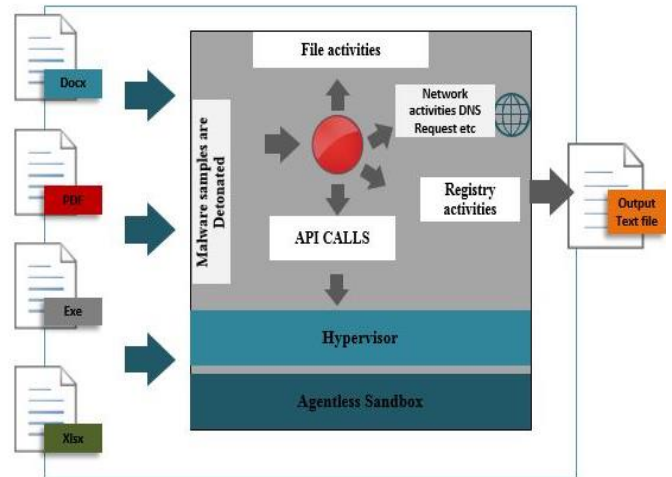 Docx
PDF
Exe
Xlsx
Malware samples are
Detonated
File activities
Network
activities DNS
Request etc
Registry
activities
API CALLS
Hypervisor
Agentless Sandbox
Output
Text file